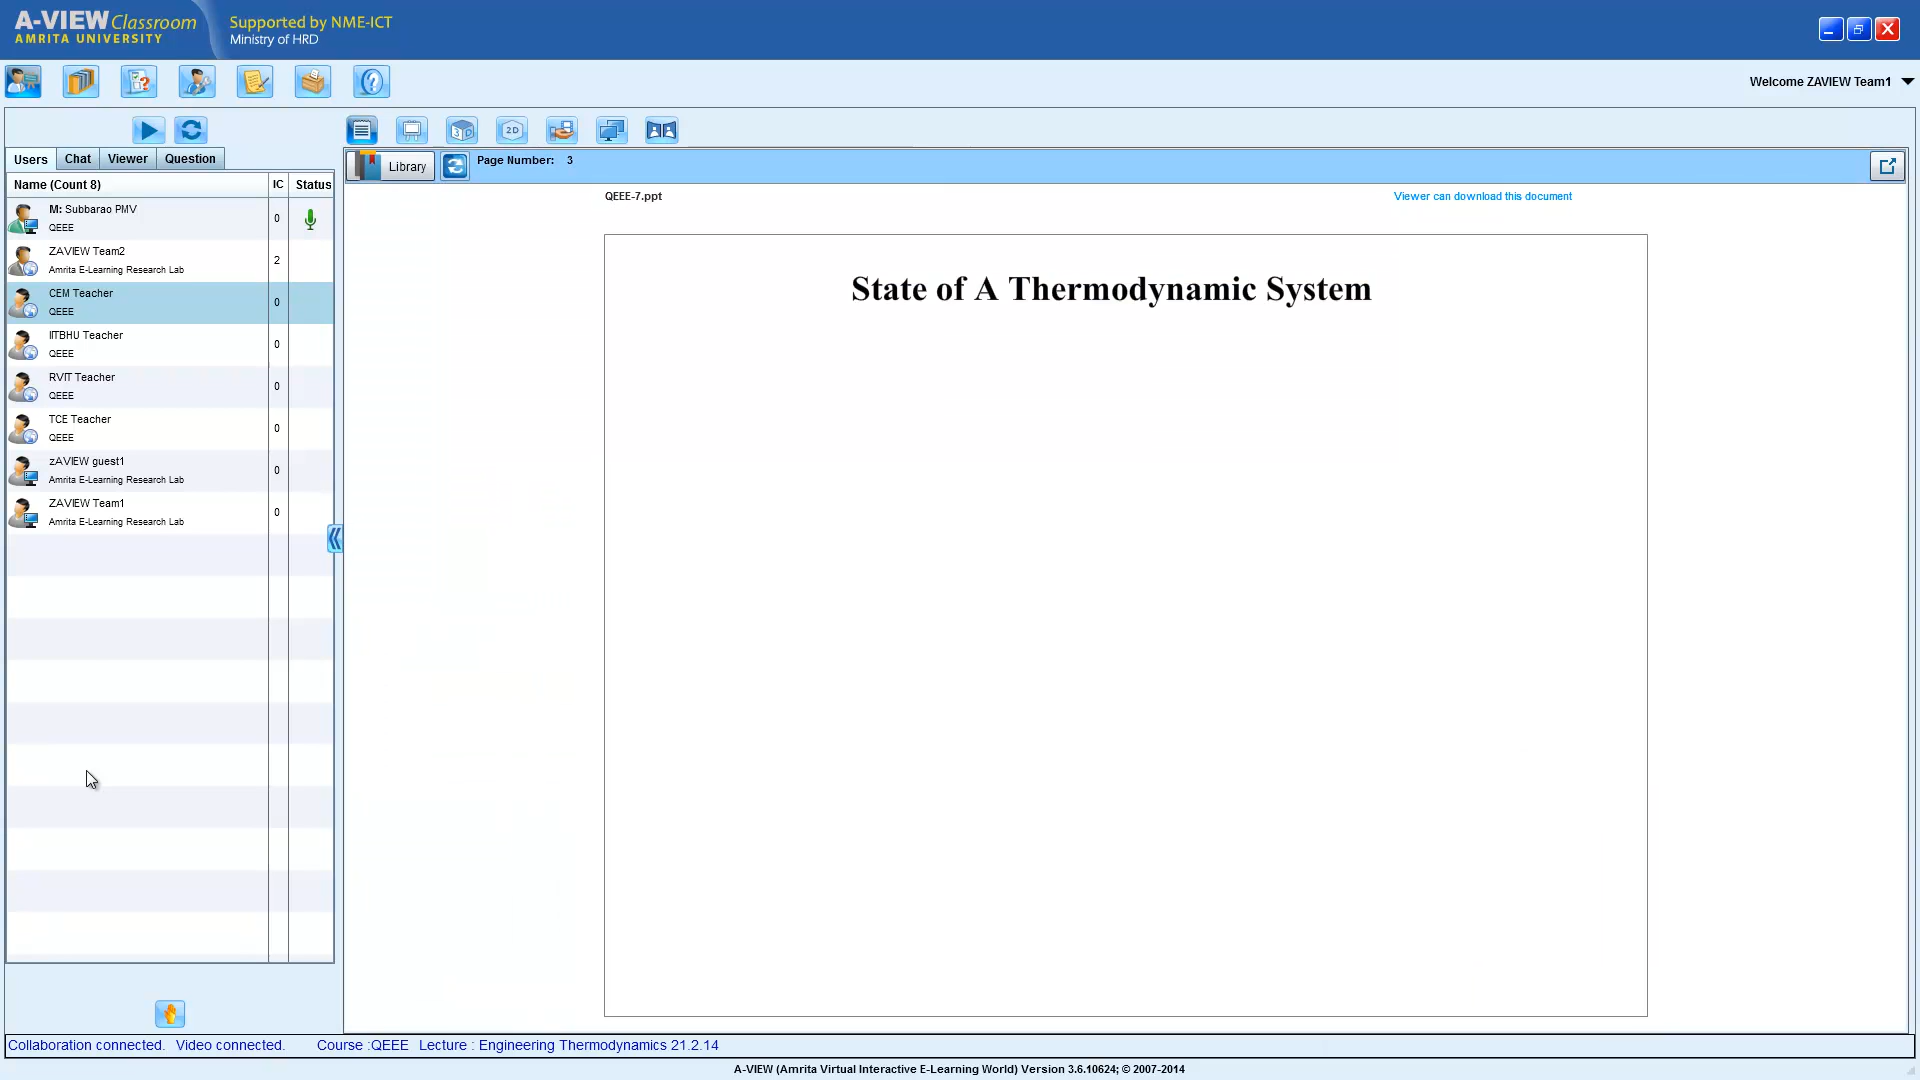 A-VIEW Classroom
AMRITA UNIVERSITY
Supported by NME-ICT
Ministry of HRD
Welcome ZAVIEW Team1
3D
2D
Users
Chat
Viewer
Question
Library
Page Number: 3
Name (Count 8)
IC
Status
QEEE-7.ppt
Viewer can download this document
M: Subbarao PMV
QEEE
0
ZAVIEW Team2
Amrita E-Learning Research Lab
2
CEM Teacher
QEEE
0
IITBHU Teacher
QEEE
0
RVIT Teacher
QEEE
0
TCE Teacher
QEEE
0
zAVIEW guest1
Amrita E-Learning Research Lab
0
ZAVIEW Team1
Amrita E-Learning Research Lab
0
State of A Thermodynamic System
Collaboration connected. Video connected. Course :QEEE Lecture : Engineering Thermodynamics 21.2.14
A-VIEW (Amrita Virtual Interactive E-Learning World) Version 3.6.10624; © 2007-2014